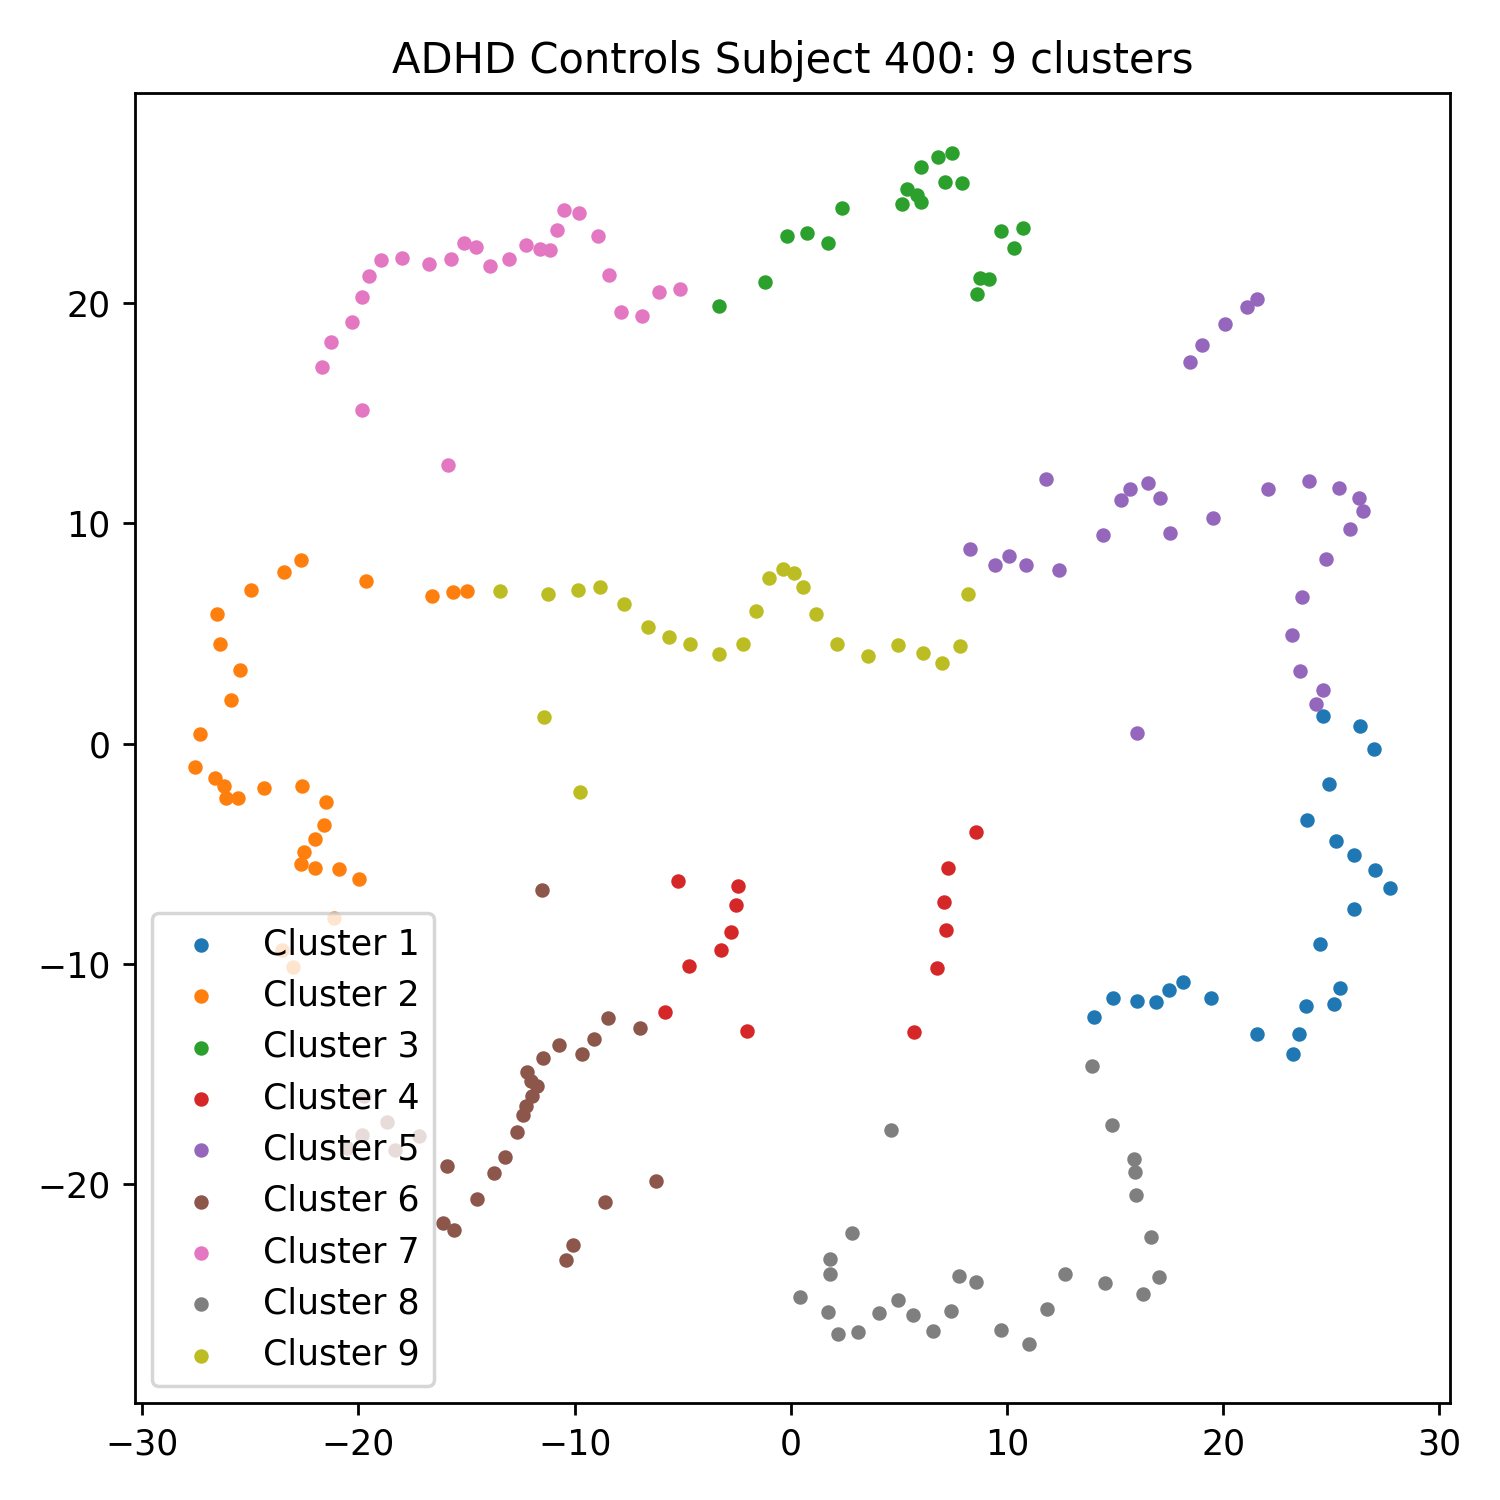 ADHD Controls Subject 400: 9 clusters
20
10
0
−10
−20
−30
−20
−10
0
10
20
30
Cluster 1
Cluster 2
Cluster 3
Cluster 4
Cluster 5
Cluster 6
Cluster 7
Cluster 8
Cluster 9